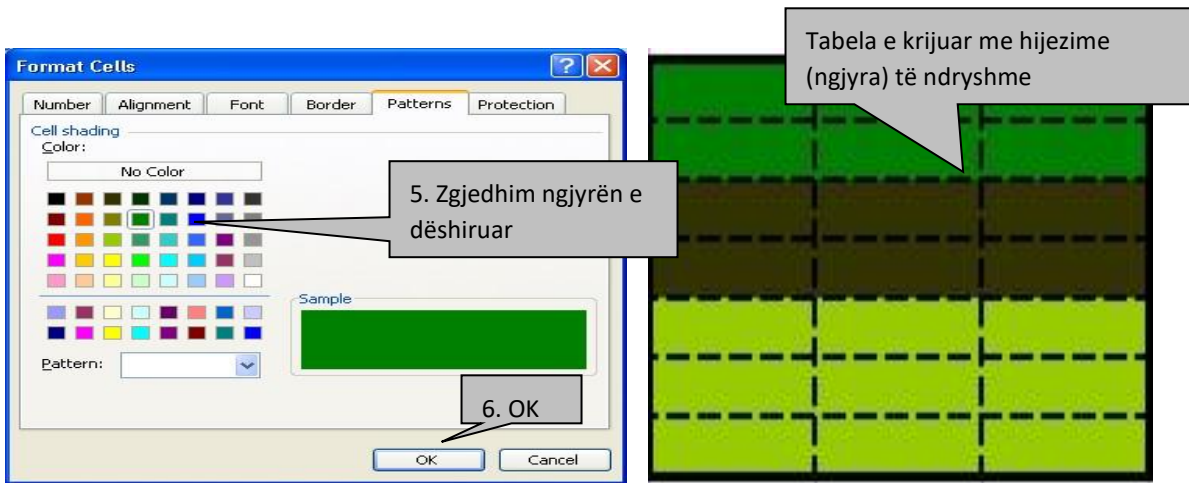 Tabela e krijuar me hijezime
(ngjyra) të ndryshme
Format Cells
Number Alignment Font Border Patterns Protection
Cell shading
Color:
No Color
5. Zgjedhim ngjyrën e
dëshiruar
Sample
Pattern:
6. OK
OK Cancel